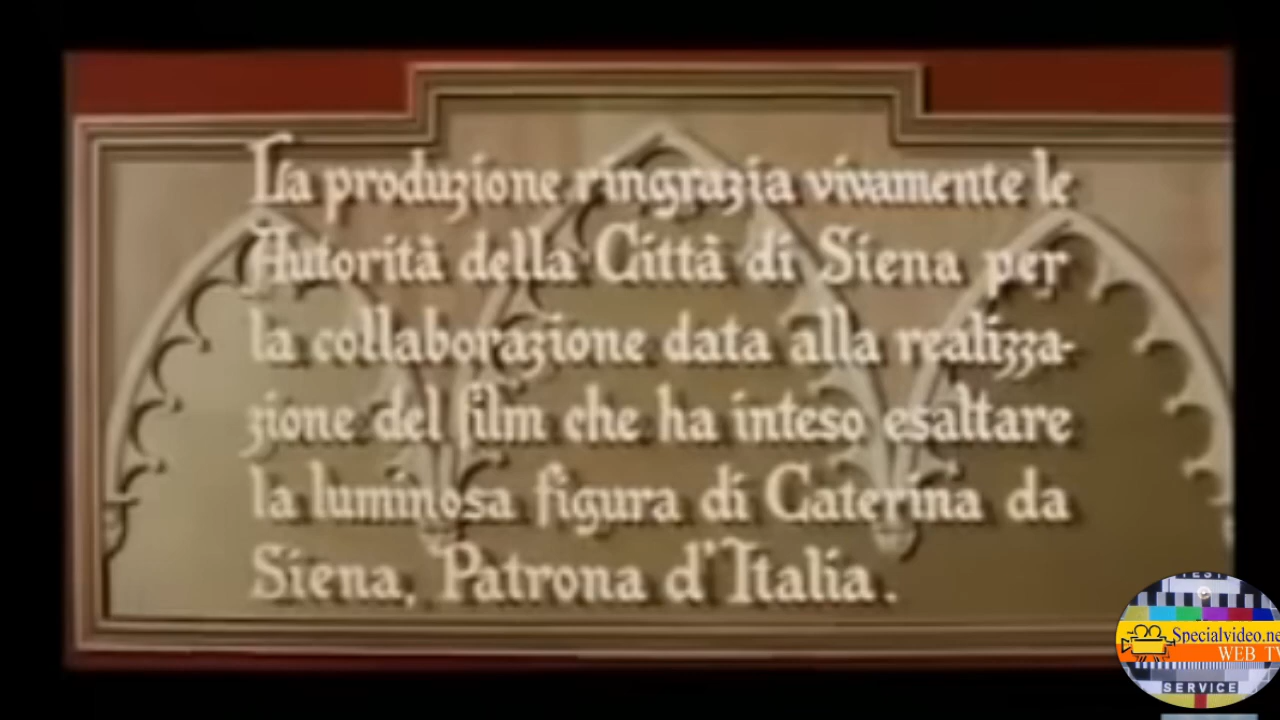 La produzione ringrazia vivamente le
Autorità della Città di Siena per
la collaborazione data alla realizza-
zione del film che ha inteso esaltare
la luminosa figura di Caterina da
Siena, Patrona d'Italia.
TEST
Specialvideo.ne
WEB TV
SERVICE